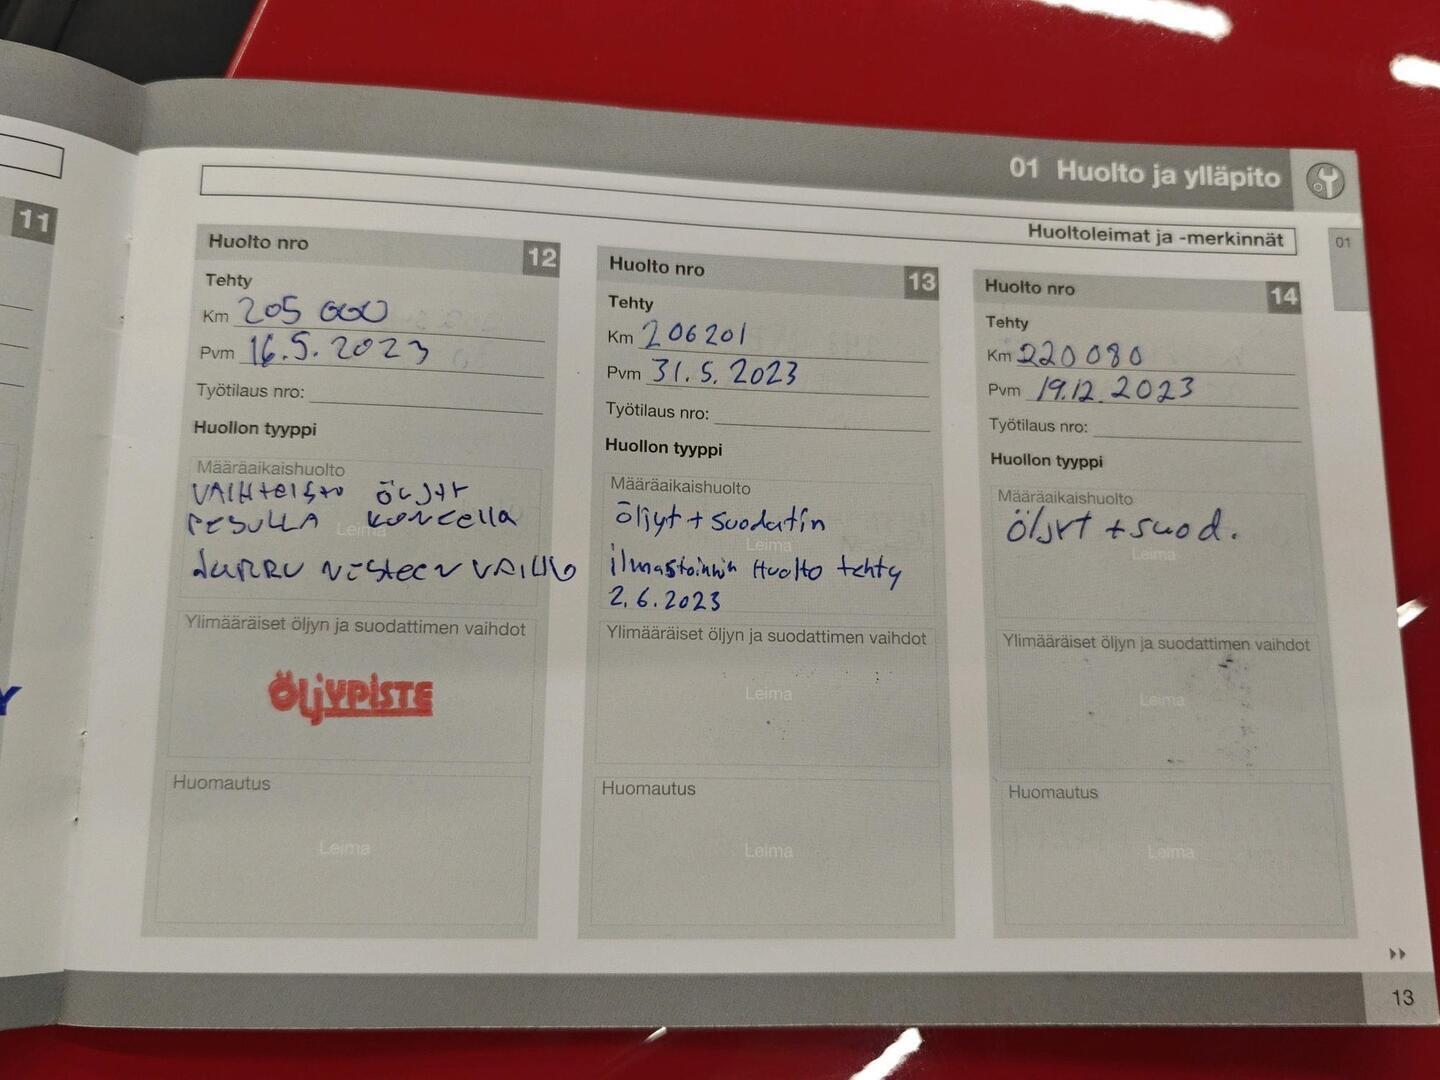 01 Huolto ja ylläpito
Huoltoleimat ja -merkinnät
01
11
Y
Huolto nro 12
Tehty
Km 205 000
Pvm 16.5.2023
Työtilaus nro:
Huollon tyyppi
Määräaikaishuolto
VAIHTEISTO ÖLJYT
PESULLA KONEELLA
Leima
JARRU NESTEEN VAIHTO
Ylimääräiset öljyn ja suodattimen vaihdot
ÖLJYPISTE
Huomautus
Leima
Huolto nro 13
Tehty
Km 206201
Pvm 31.5.2023
Työtilaus nro:
Huollon tyyppi
Määräaikaishuolto
öljyt + suodatin
Leima
ilmastoinnin Huolto tehty
2.6.2023
Ylimääräiset öljyn ja suodattimen vaihdot
Leima
Huomautus
Leima
Huolto nro 14
Tehty
Km 220 080
Pvm 19.12.2023
Työtilaus nro:
Huollon tyyppi
Määräaikaishuolto
öljyt + suod.
Leima
Ylimääräiset öljyn ja suodattimen vaihdot
Leima
Huomautus
Leima
13